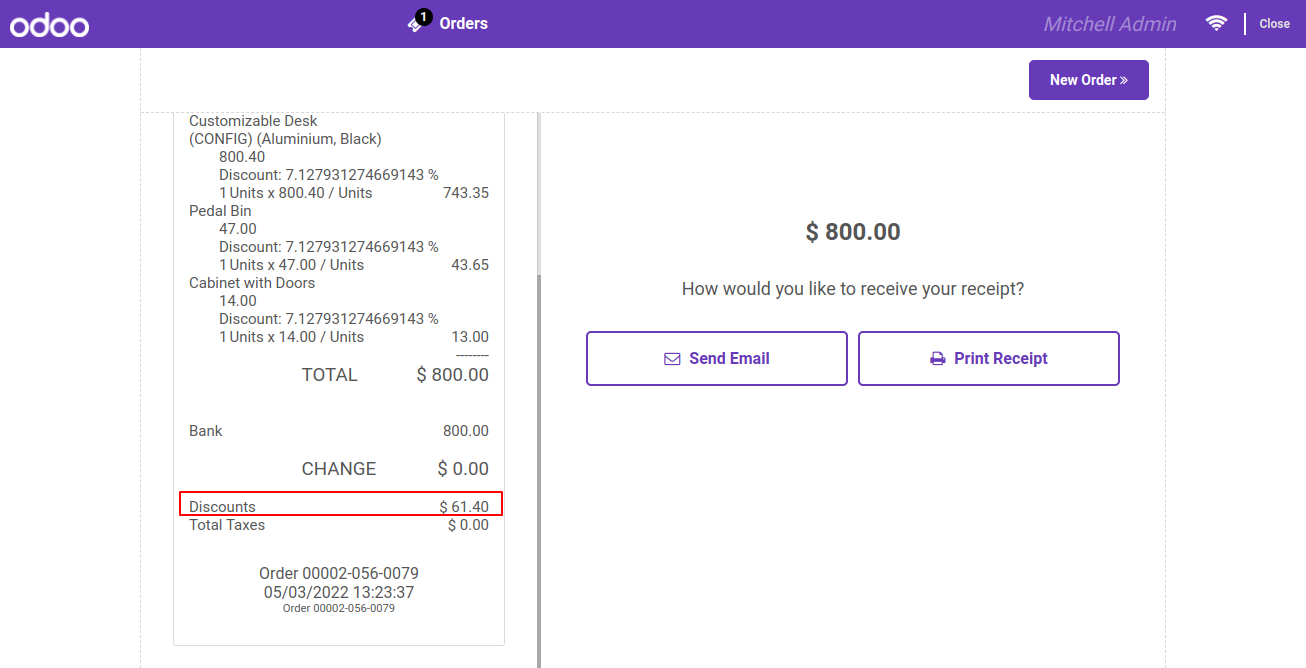 odoo
1
Orders
Mitchell Admin
Close
New Order »
Customizable Desk
(CONFIG) (Aluminium, Black)
800.40
Discount: 7.127931274669143 %
1 Units x 800.40 / Units 743.35
Pedal Bin
47.00
Discount: 7.127931274669143 %
1 Units x 47.00 / Units 43.65
Cabinet with Doors
14.00
Discount: 7.127931274669143 %
1 Units x 14.00 / Units 13.00
--------
TOTAL $ 800.00
Bank 800.00
CHANGE $ 0.00
Discounts $ 61.40
Total Taxes $ 0.00
Order 00002-056-0079
05/03/2022 13:23:37
Order 00002-056-0079
$ 800.00
How would you like to receive your receipt?
Send Email
Print Receipt